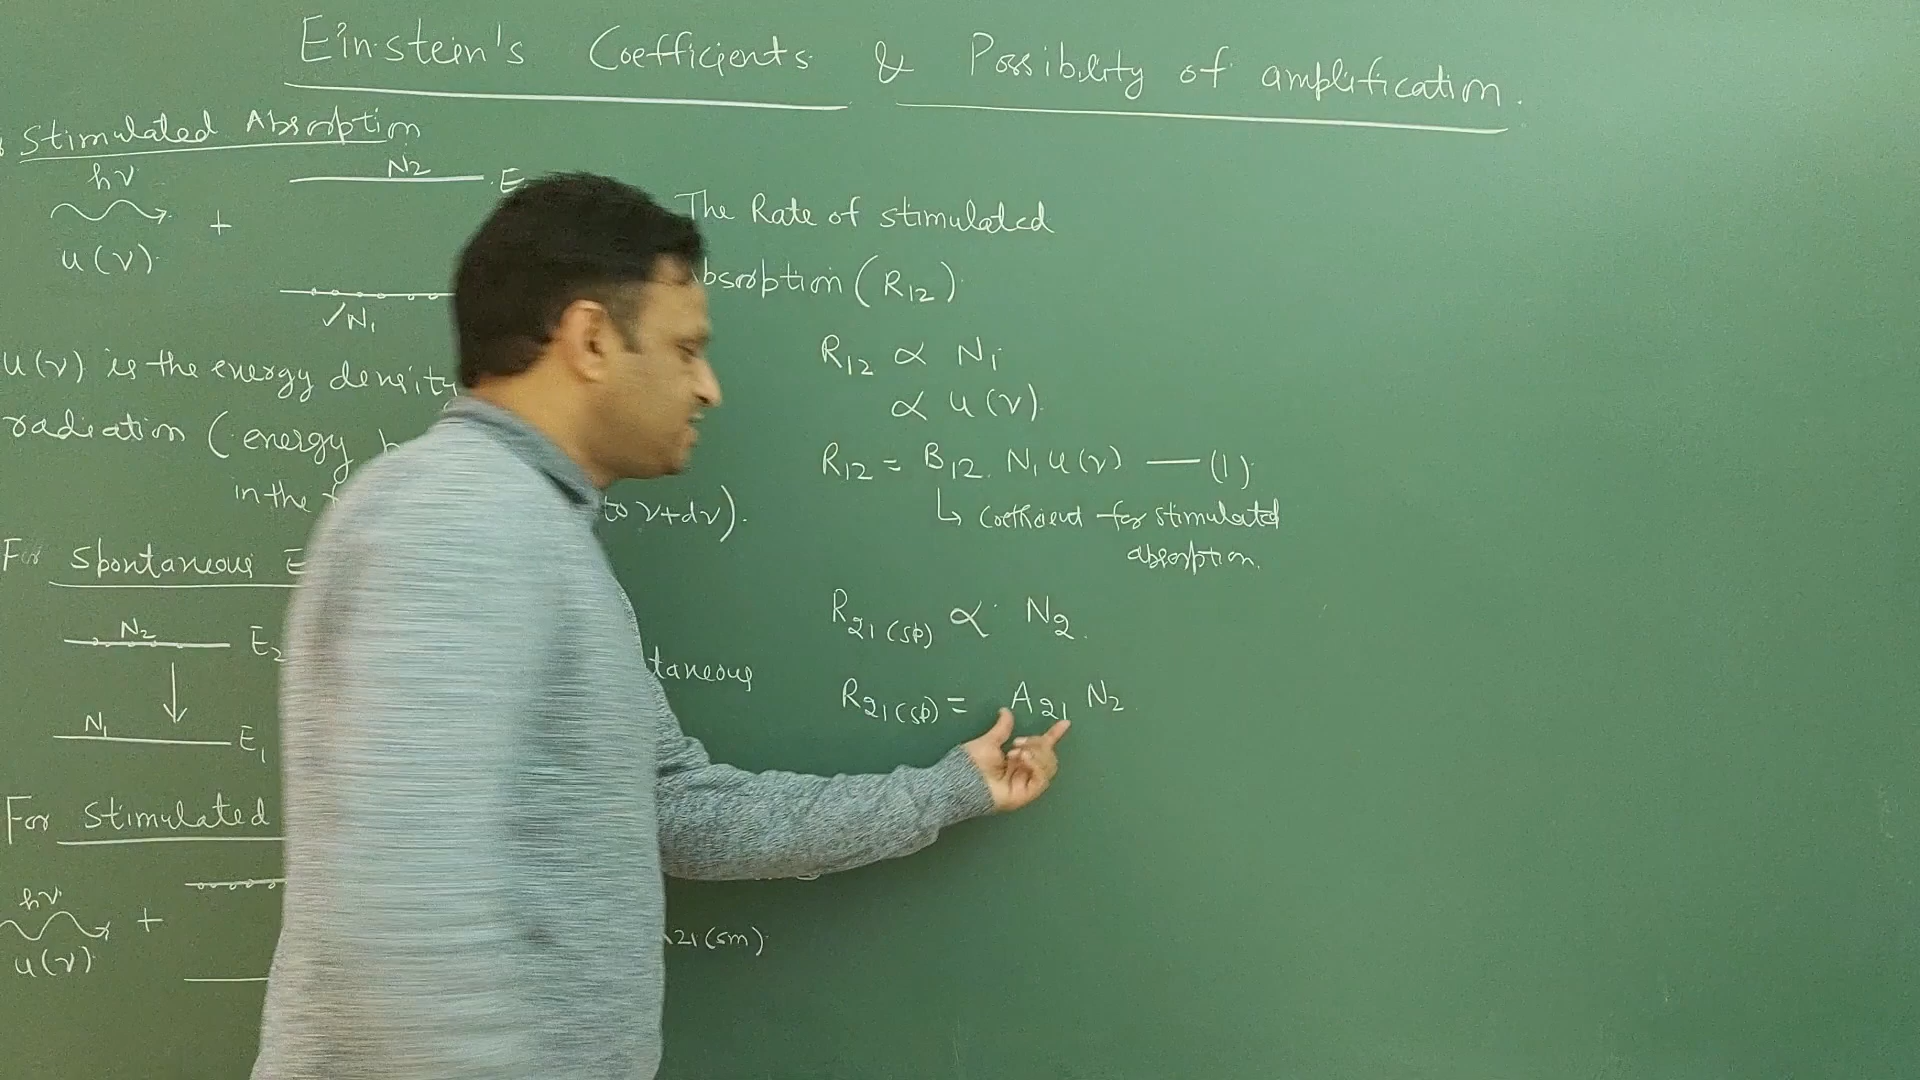 Einstein's Coefficients & Possibility of amplification.
Stimulated Absorption
hν
u(ν)
+
N2
E
✓N1
The Rate of stimulated
Absorption (R12)
R12 ∝ N1
∝ u(ν).
R12 = B12. N1 u(ν) — (1)
↳ Coefficient for stimulated
absorption.
u(ν) is the energy density
radiation (energy
in the
to ν+dν).
For Spontaneous E
N2
E2
N1
E1
taneous
R21(sp) ∝ N2.
R21(sp) = A21 N2
For Stimulated
hν
u(ν)
+
21(sm).